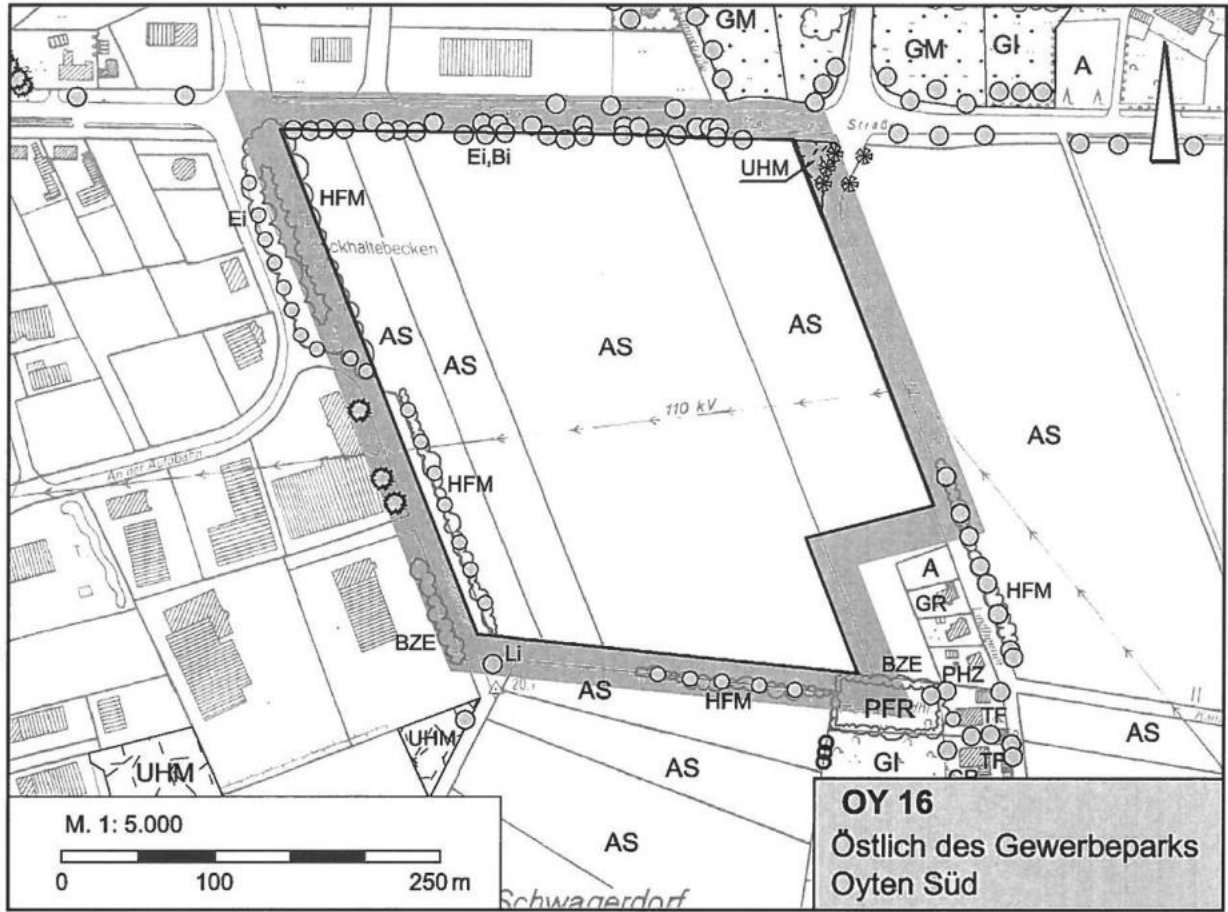 GM
GM
GI
A
Straß
Ei,Bi
UHM
HFM
Ei
ckhaltebecken
AS
AS
AS
AS
AS
110 kV
An der Autobahn
HFM
A
GR
HFM
BZE
Li
BZE
PHZ
AS
HFM
PFR
TF
AS
UHM
UHM
AS
GI
TF
GR
M. 1: 5.000
0 100 250 m
AS
Schwagerdorf
OY 16
Östlich des Gewerbeparks
Oyten Süd